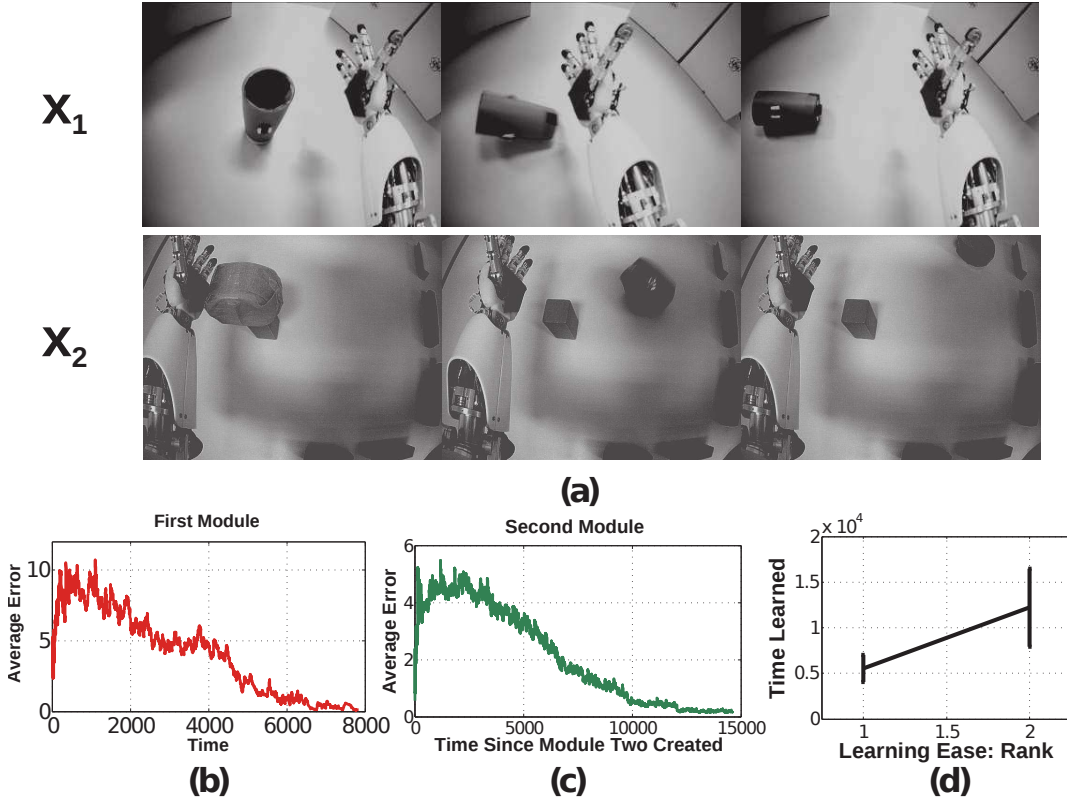 X1
X2
(a)
First Module
Average Error
10
5
0
0 2000 4000 6000 8000
Time
(b)
Second Module
Average Error
6
4
2
0
0 5000 10000 15000
Time Since Module Two Created
(c)
x 10^4
Time Learned
2
1.5
1
0.5
0
1 1.5 2
Learning Ease: Rank
(d)